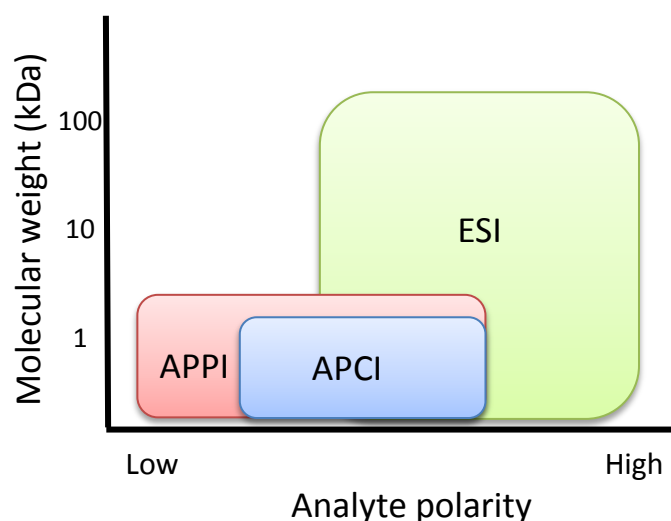 Molecular weight (kDa)
100
10
1
ESI
APPI
APCI
Low
High
Analyte polarity